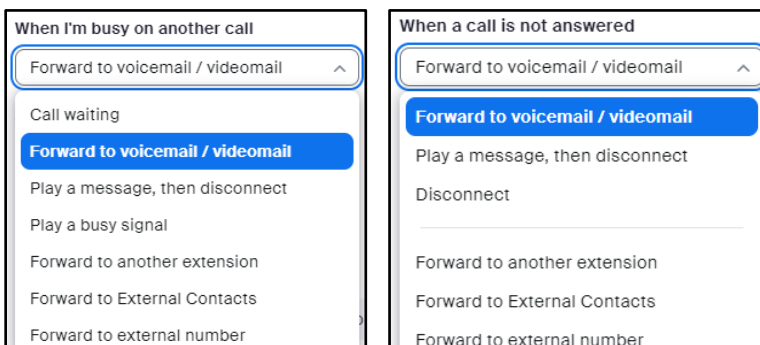 When I'm busy on another call
Forward to voicemail / videomail
Call waiting
Forward to voicemail / videomail
Play a message, then disconnect
Play a busy signal
Forward to another extension
Forward to External Contacts
Forward to external number
When a call is not answered
Forward to voicemail / videomail
Forward to voicemail / videomail
Play a message, then disconnect
Disconnect
Forward to another extension
Forward to External Contacts
Forward to external number